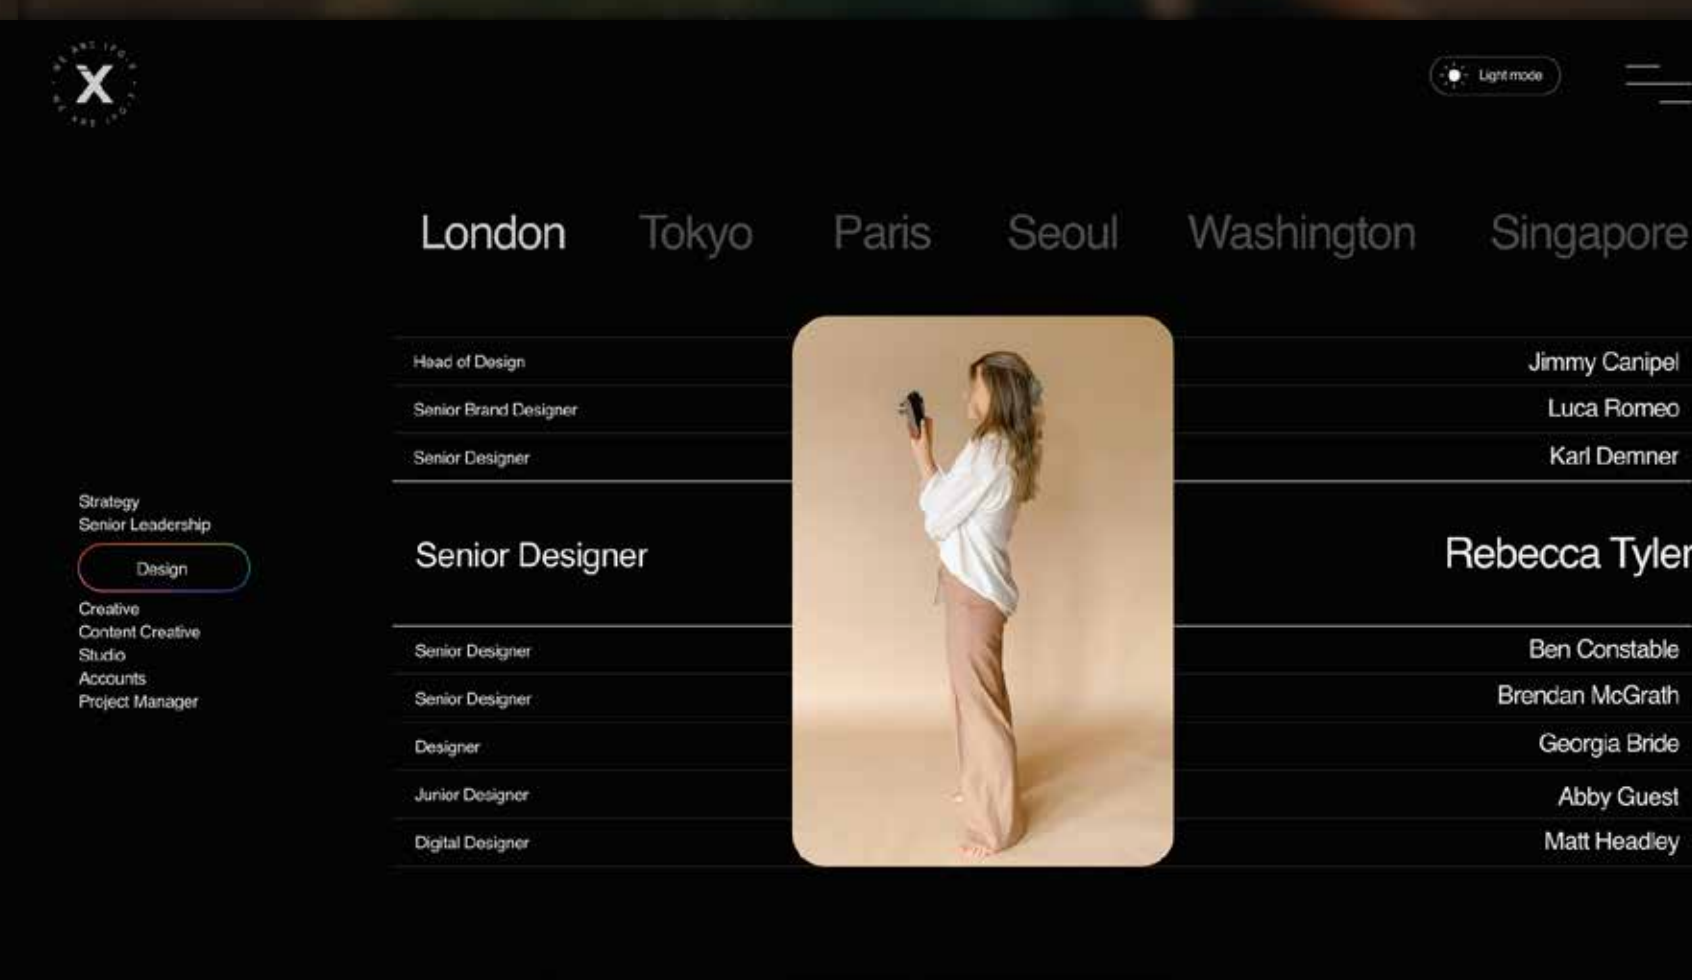 X
Light mode
London Tokyo Paris Seoul Washington Singapore
Head of Design Jimmy Canipel
Senior Brand Designer Luca Romeo
Senior Designer Karl Demner
Senior Designer Rebecca Tyler
Senior Designer Ben Constable
Senior Designer Brendan McGrath
Designer Georgia Bride
Junior Designer Abby Guest
Digital Designer Matt Headley
Strategy
Senior Leadership
Design
Creative
Content Creative
Studio
Accounts
Project Manager